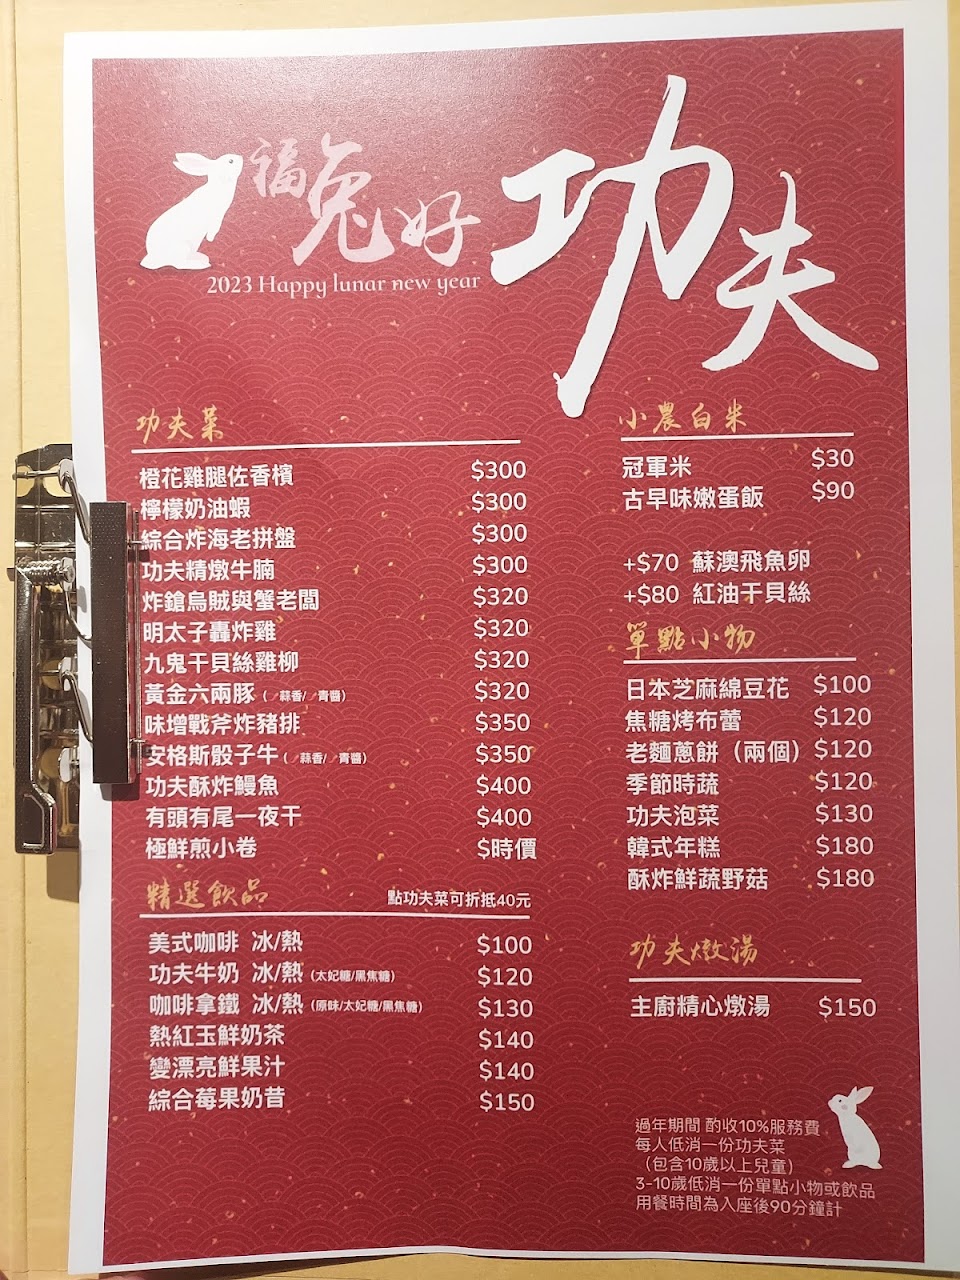 福兔好
功夫
2023 Happy lunar new year
功夫菜
橙花雞腿佐香檳 $300
檸檬奶油蝦 $300
綜合炸海老拼盤 $300
功夫精燉牛腩 $300
炸鎗烏賊與蟹老闆 $320
明太子轟炸雞 $320
九鬼干貝絲雞柳 $320
黃金六兩豚(🌶蒜香/🌶青醬) $320
味增戰斧炸豬排 $350
安格斯骰子牛(🌶蒜香/🌶青醬) $350
功夫酥炸鰻魚 $400
有頭有尾一夜干 $400
極鮮煎小卷 $時價
精選飲品 點功夫菜可折抵40元
美式咖啡 冰/熱 $100
功夫牛奶 冰/熱(太妃糖/黑焦糖) $120
咖啡拿鐵 冰/熱(原味/太妃糖/黑焦糖) $130
熱紅玉鮮奶茶 $140
變漂亮鮮果汁 $140
綜合莓果奶昔 $150
小農白米
冠軍米 $30
古早味嫩蛋飯 $90
+$70 蘇澳飛魚卵
+$80 紅油干貝絲
單點小物
日本芝麻綿豆花 $100
焦糖烤布蕾 $120
老麵蔥餅（兩個） $120
季節時蔬 $120
功夫泡菜 $130
韓式年糕 $180
酥炸鮮蔬野菇 $180
功夫燉湯
主廚精心燉湯 $150
過年期間 酌收10%服務費
每人低消一份功夫菜
（包含10歲以上兒童）
3-10歲低消一份單點小物或飲品
用餐時間為入座後90分鐘計